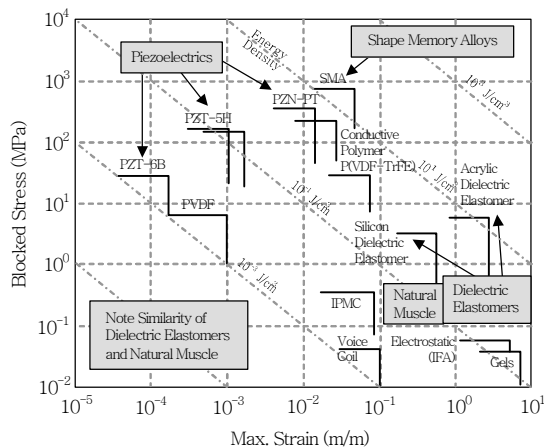 10⁴
10³
10²
10¹
10⁰
10⁻¹
10⁻²
Blocked Stress (MPa)
10⁻⁵
10⁻⁴
10⁻³
10⁻²
10⁻¹
10⁰
10¹
Max. Strain (m/m)
Piezoelectrics
Energy
Density
Shape Memory Alloys
SMA
PZN-PT
PZT-5H
Conductive
Polymer
P(VDF-TrFE)
PZT-6B
PVDF
10⁻¹ J/cm³
10¹ J/cm³
10⁻³ J/cm³
Acrylic
Dielectric
Elastomer
Silicon
Dielectric
Elastomer
Natural
Muscle
Dielectric
Elastomers
IPMC
Voice
Coil
Electrostatic
(IFA)
Gels
Note Similarity of
Dielectric Elastomers
and Natural Muscle